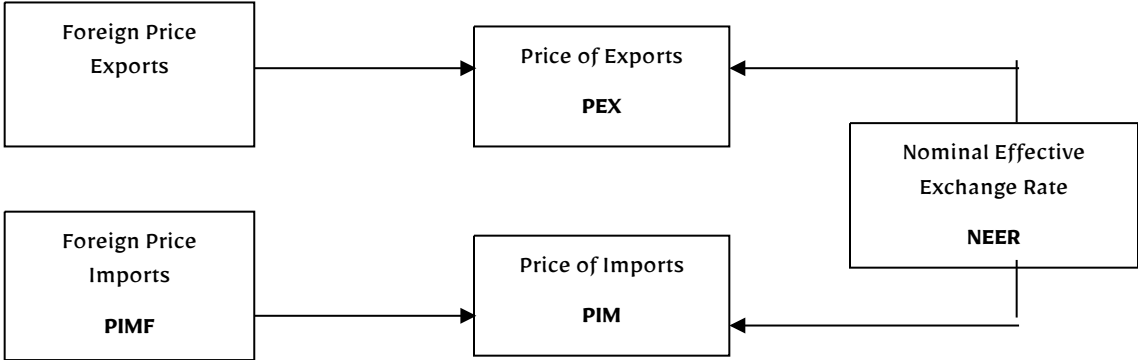 Foreign Price
Exports
Price of Exports
PEX
Nominal Effective
Exchange Rate
NEER
Foreign Price
Imports
PIMF
Price of Imports
PIM